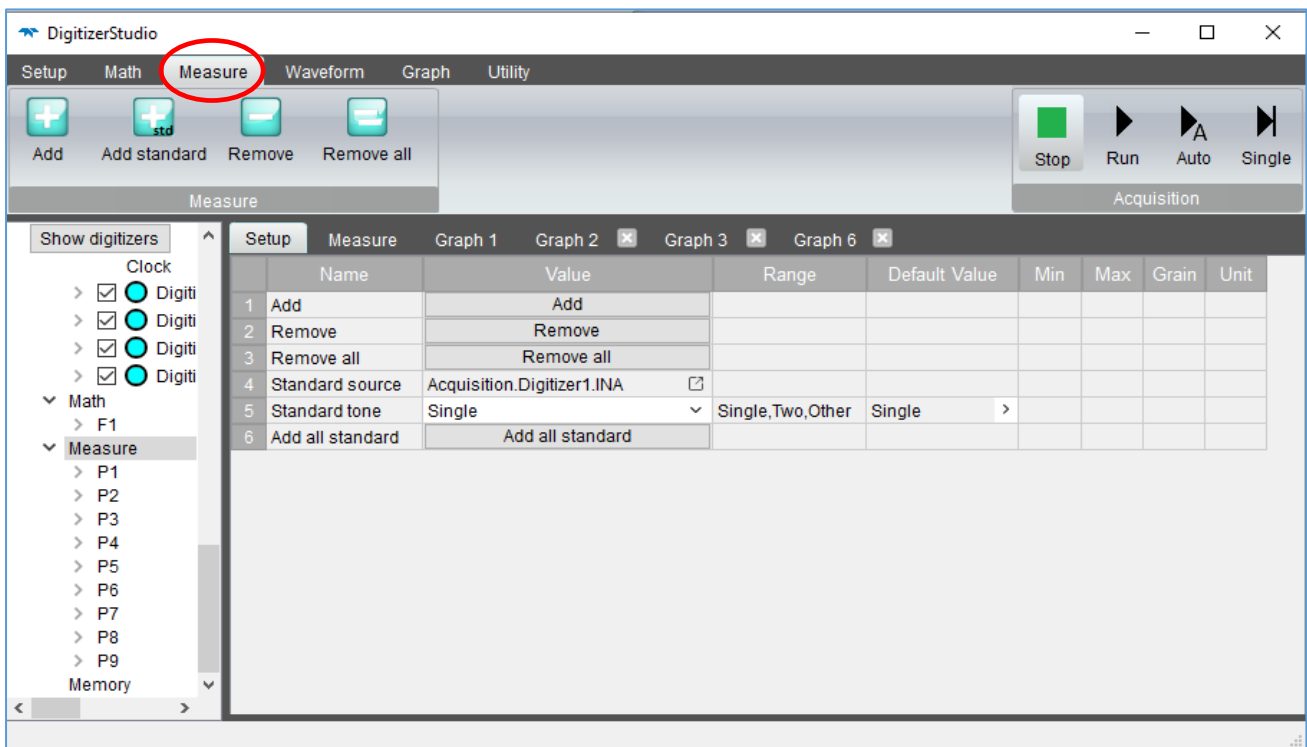 DigitizerStudio
Setup Math Measure Waveform Graph Utility
std
Add Add standard Remove Remove all
Measure
A
Stop Run Auto Single
Acquisition
Show digitizers
Clock
Digiti
Digiti
Digiti
Digiti
Math
F1
Measure
P1
P2
P3
P4
P5
P6
P7
P8
P9
Memory
Setup Measure Graph 1 Graph 2 Graph 3 Graph 6
Name Value Range Default Value Min Max Grain Unit
1 Add Add
2 Remove Remove
3 Remove all Remove all
4 Standard source Acquisition.Digitizer1.INA
5 Standard tone Single Single,Two,Other Single
6 Add all standard Add all standard